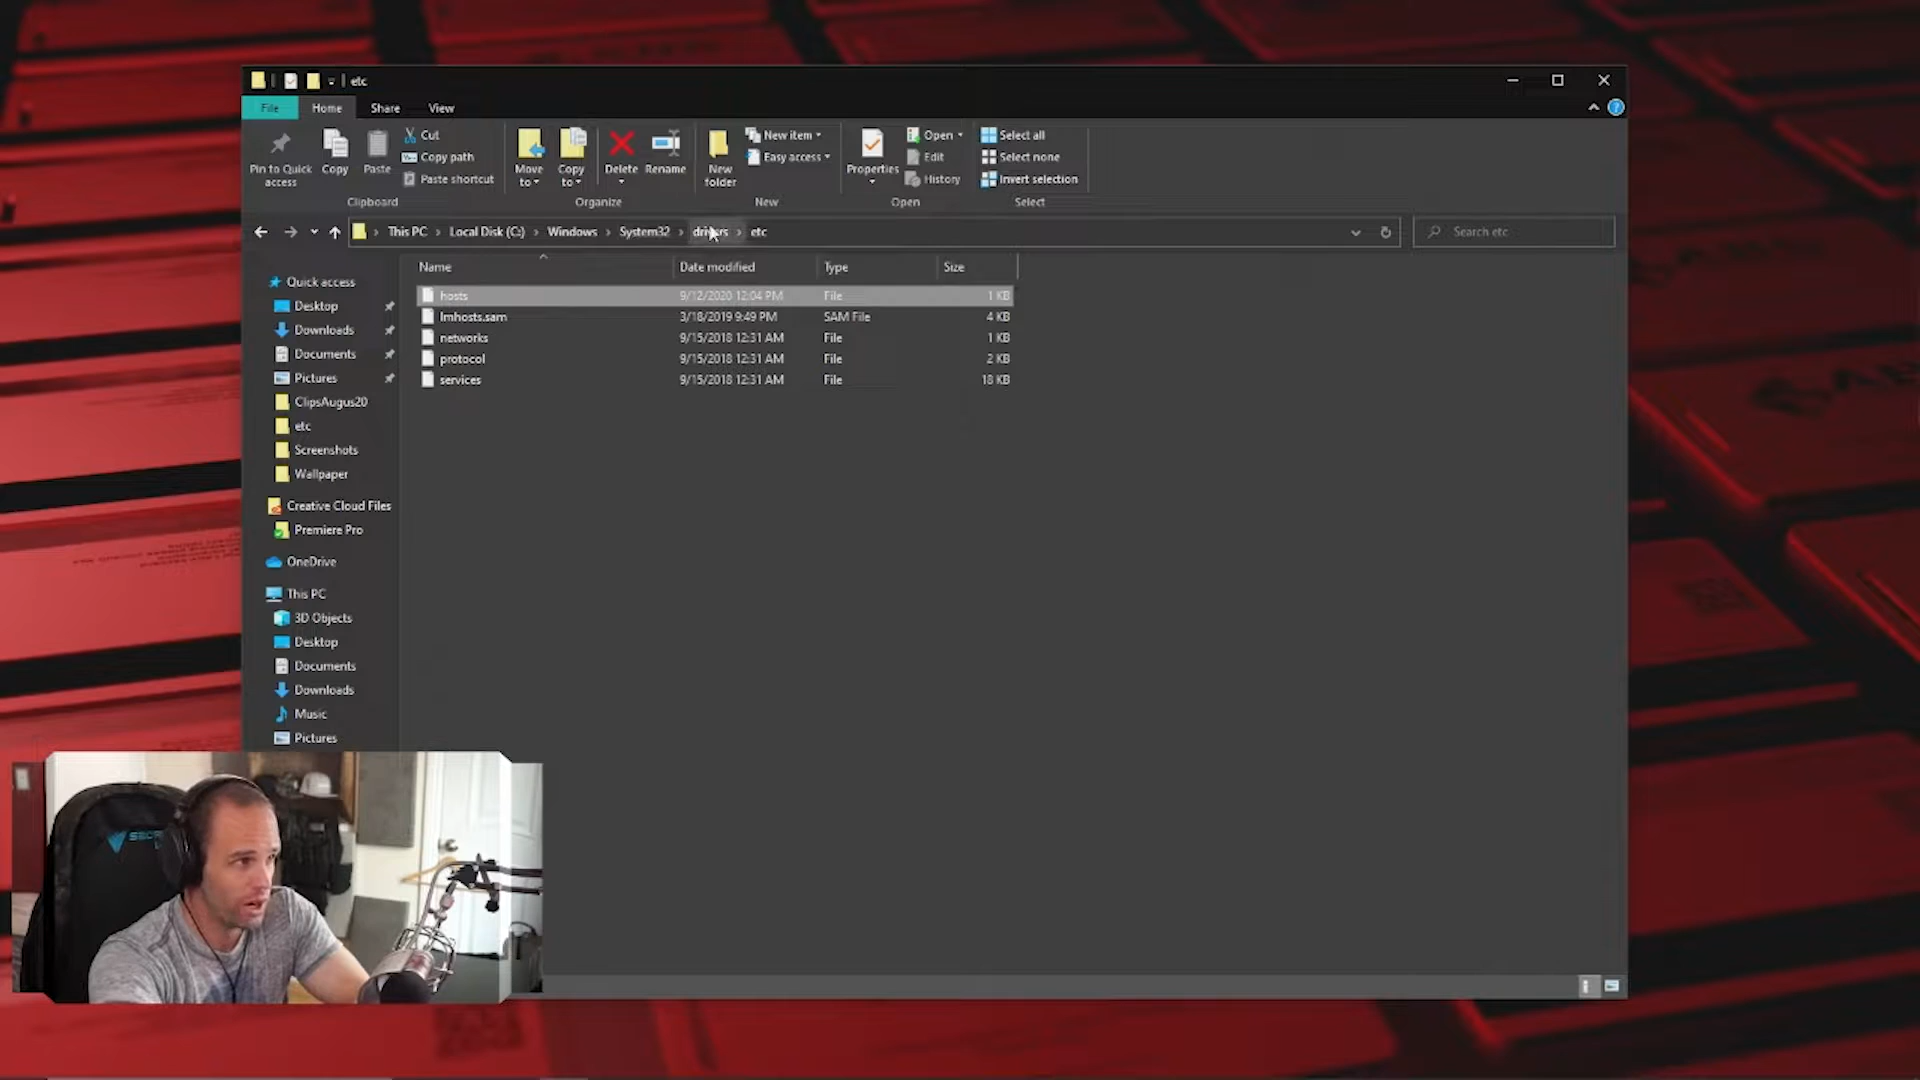 etc
File Home Share View
Pin to Quick access
Copy
Paste
Cut
Copy path
Paste shortcut
Clipboard
Move to
Copy to
Delete
Rename
Organize
New folder
New item
Easy access
New
Properties
Open
Edit
History
Open
Select all
Select none
Invert selection
Select
This PC › Local Disk (C:) › Windows › System32 › drivers › etc
Search etc
Name Date modified Type Size
hosts 9/12/2020 12:04 PM File 1 KB
lmhosts.sam 3/18/2019 9:49 PM SAM File 4 KB
networks 9/15/2018 12:31 AM File 1 KB
protocol 9/15/2018 12:31 AM File 2 KB
services 9/15/2018 12:31 AM File 18 KB
Quick access
Desktop
Downloads
Documents
Pictures
ClipsAugus20
etc
Screenshots
Wallpaper
Creative Cloud Files
Premiere Pro
OneDrive
This PC
3D Objects
Desktop
Documents
Downloads
Music
Pictures